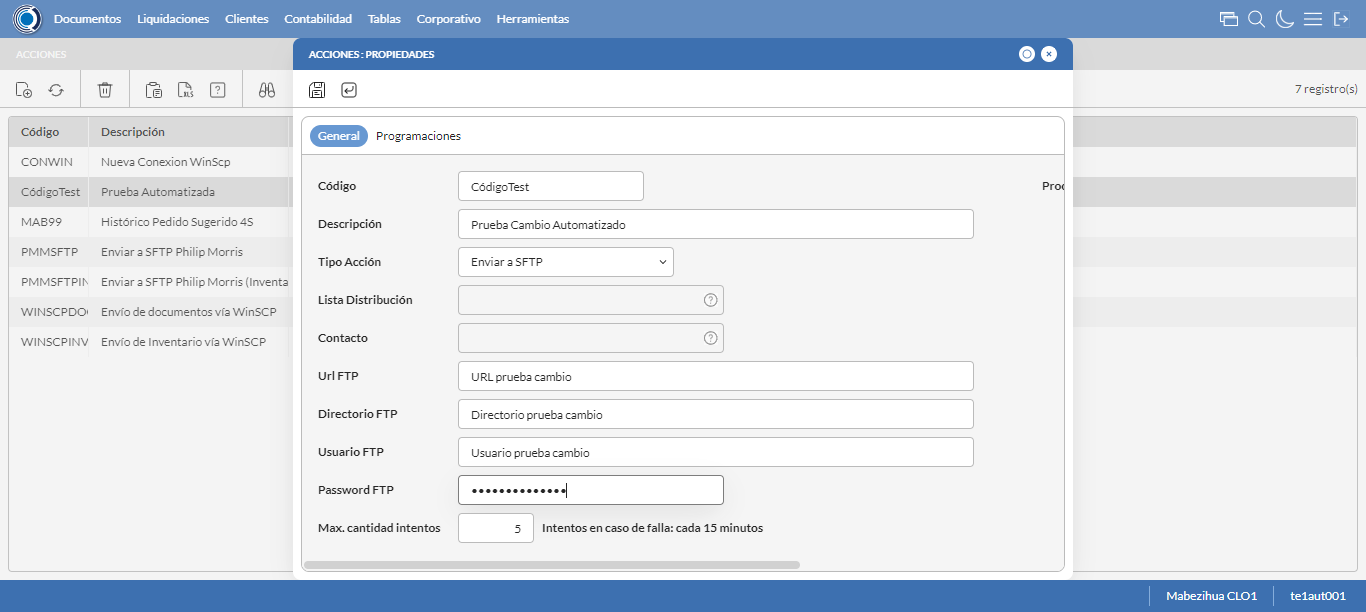 Documentos Liquidaciones Clientes Contabilidad Tablas Corporativo Herramientas
ACCIONES
ACCIONES : PROPIEDADES
XLS
?
7 registro(s)
Código Descripción
CONWIN Nueva Conexion WinScp
CódigoTest Prueba Automatizada
MAB99 Histórico Pedido Sugerido 4S
PMMSFTP Enviar a SFTP Philip Morris
PMMSFTPIN Enviar a SFTP Philip Morris (Inventa
WINSCPDO Envío de documentos vía WinSCP
WINSCPINV Envío de Inventario vía WinSCP
General Programaciones
Código CódigoTest
Proc
Descripción Prueba Cambio Automatizado
Tipo Acción Enviar a SFTP
Lista Distribución ?
Contacto ?
Url FTP URL prueba cambio
Directorio FTP Directorio prueba cambio
Usuario FTP Usuario prueba cambio
Password FTP ••••••••••••••
Max. cantidad intentos 5 Intentos en caso de falla: cada 15 minutos
Mabezihua CLO1 te1aut001